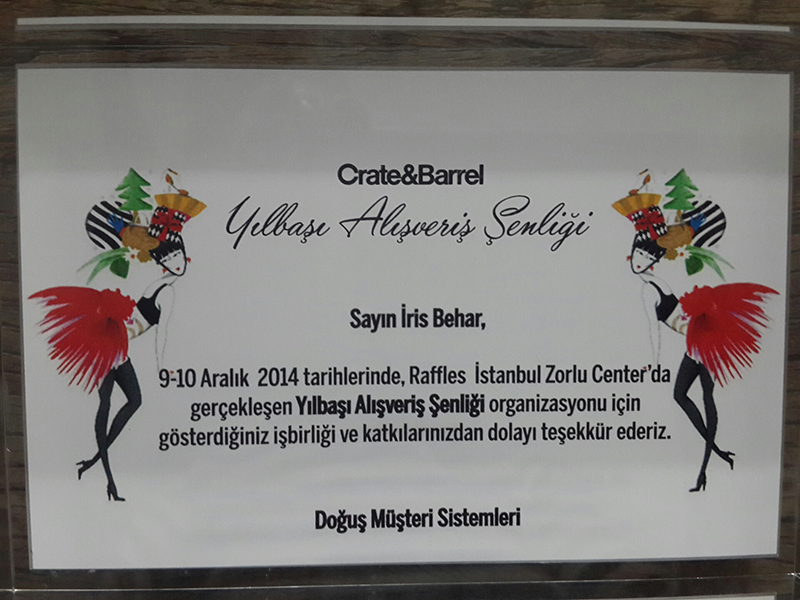 Crate&Barrel
Yılbaşı Alışveriş Şenliği
Sayın İris Behar,
9-10 Aralık 2014 tarihlerinde, Raffles İstanbul Zorlu Center'da
gerçekleşen Yılbaşı Alışveriş Şenliği organizasyonu için
gösterdiğiniz işbirliği ve katkılarınızdan dolayı teşekkür ederiz.
Doğuş Müşteri Sistemleri